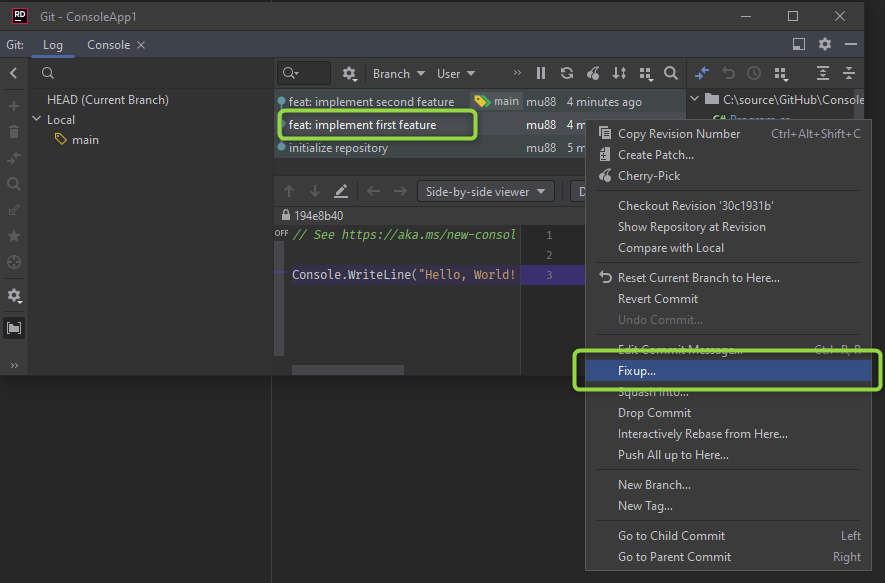 RD Git - ConsoleApp1
Git: Log Console
Branch User
HEAD (Current Branch)
Local
main
feat: implement second feature main mu88 4 minutes ago
feat: implement first feature mu88 4 m
initialize repository mu88 5 m
C:\source\GitHub\Console
C# Program.cs
Side-by-side viewer D
194e8b40
OFF // See https://aka.ms/new-consol 1
2
Console.WriteLine("Hello, World! 3
Copy Revision Number Ctrl+Alt+Shift+C
Create Patch...
Cherry-Pick
Checkout Revision '30c1931b'
Show Repository at Revision
Compare with Local
Reset Current Branch to Here...
Revert Commit
Undo Commit...
Edit Commit Message... Ctrl+R, R
Fixup...
Squash Into...
Drop Commit
Interactively Rebase from Here...
Push All up to Here...
New Branch...
New Tag...
Go to Child Commit Left
Go to Parent Commit Right